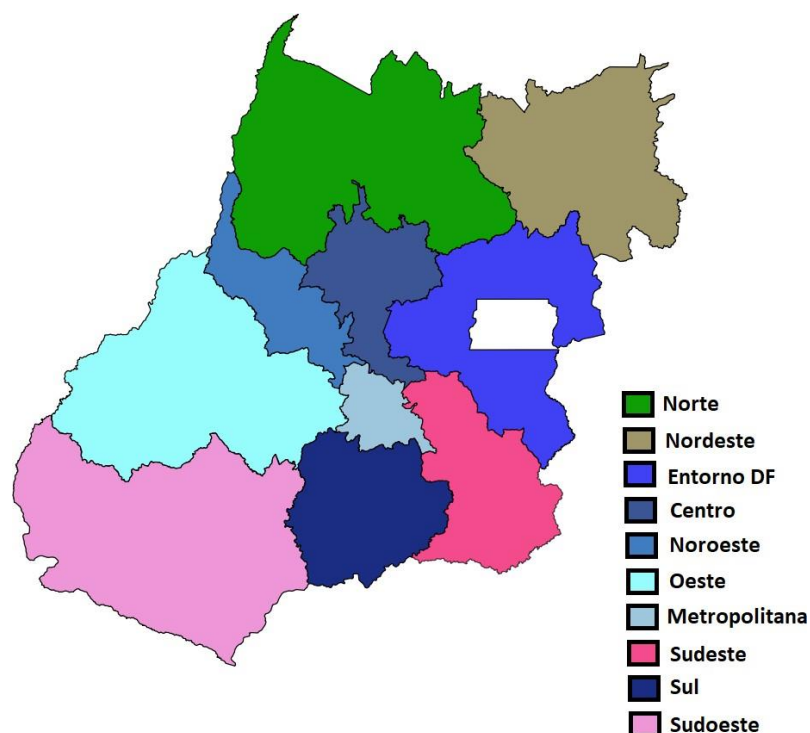 Norte
Nordeste
Entorno DF
Centro
Noroeste
Oeste
Metropolitana
Sudeste
Sul
Sudoeste